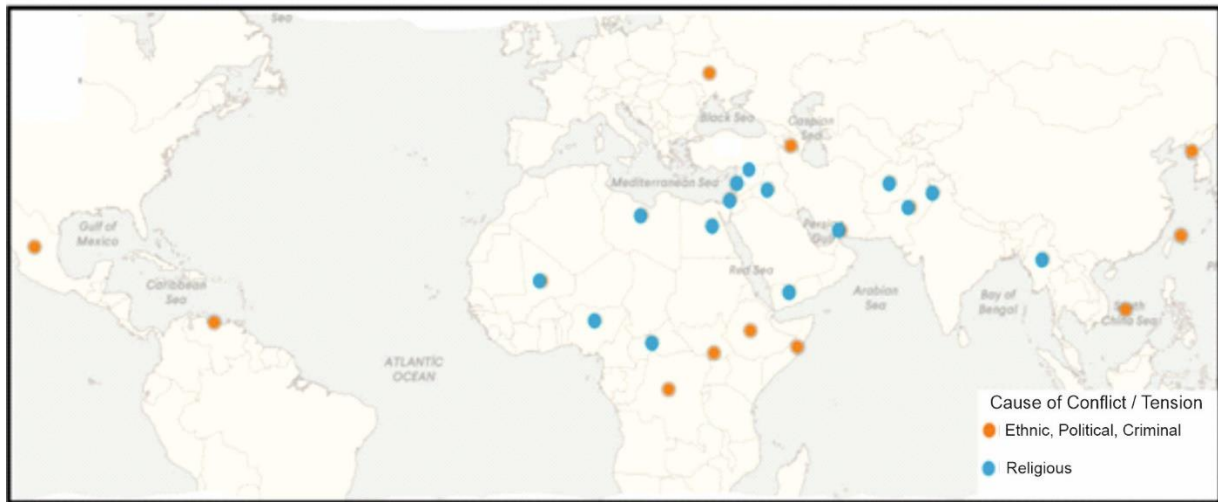 Sea
Black Sea
Caspian
Sea
Mediterranean Sea
Gulf of
Mexico
Persian
Gulf
Red Sea
Caribbean
Sea
Arabian
Sea
Bay of
Bengal
South
China Sea
ATLANTIC
OCEAN
Cause of Conflict / Tension
Ethnic, Political, Criminal
Religious